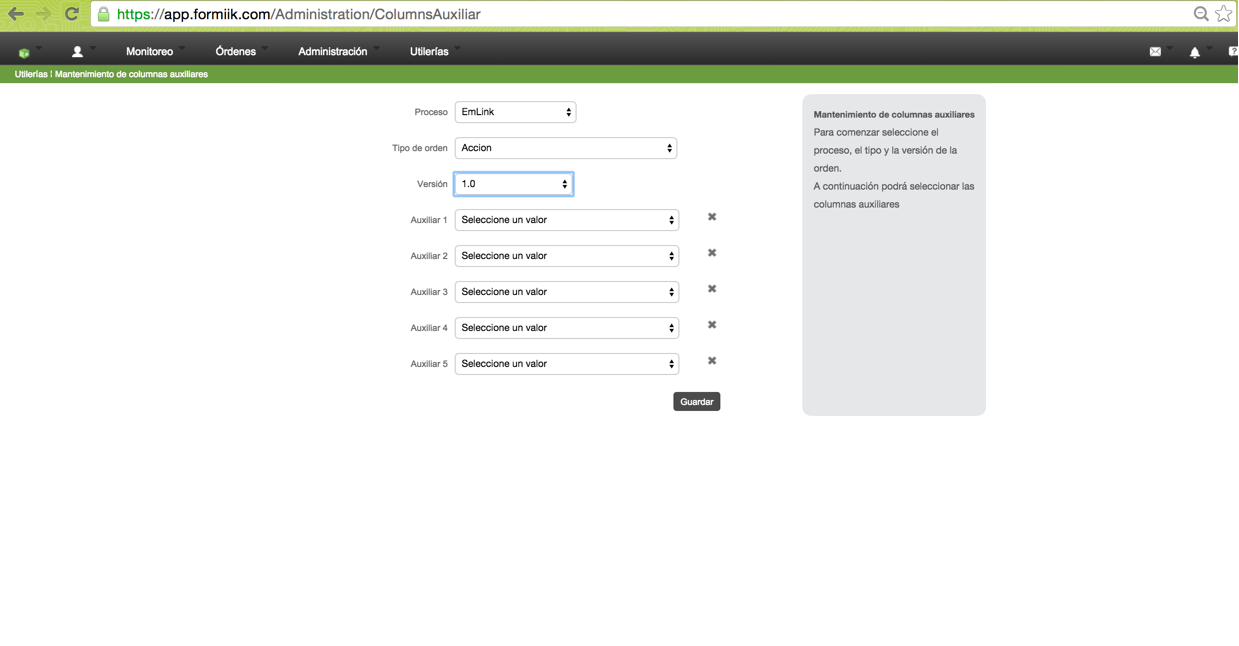 https://app.formiik.com/Administration/ColumnsAuxiliar
Monitoreo Órdenes Administración Utilerías
Utilerías | Mantenimiento de columnas auxiliares
Proceso EmLink
Tipo de orden Accion
Versión 1.0
Auxiliar 1 Seleccione un valor
Auxiliar 2 Seleccione un valor
Auxiliar 3 Seleccione un valor
Auxiliar 4 Seleccione un valor
Auxiliar 5 Seleccione un valor
Guardar
Mantenimiento de columnas auxiliares
Para comenzar seleccione el
proceso, el tipo y la versión de la
orden.
A continuación podrá seleccionar las
columnas auxiliares